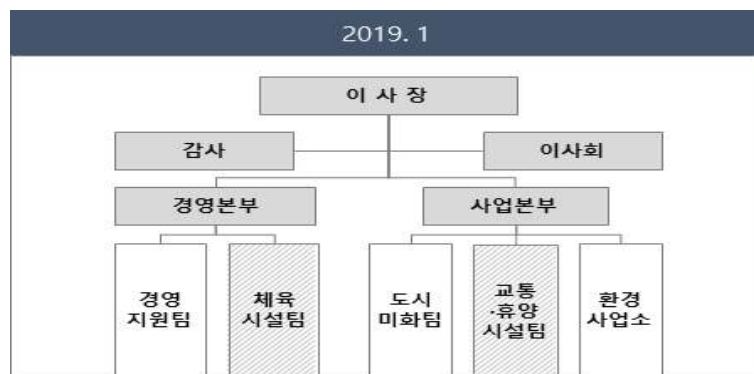 2019. 1
이 사 장
감사
이사회
경영본부
사업본부
경영
지원팀
체육
시설팀
도시
미화팀
교통
·휴양
시설팀
환경
사업소